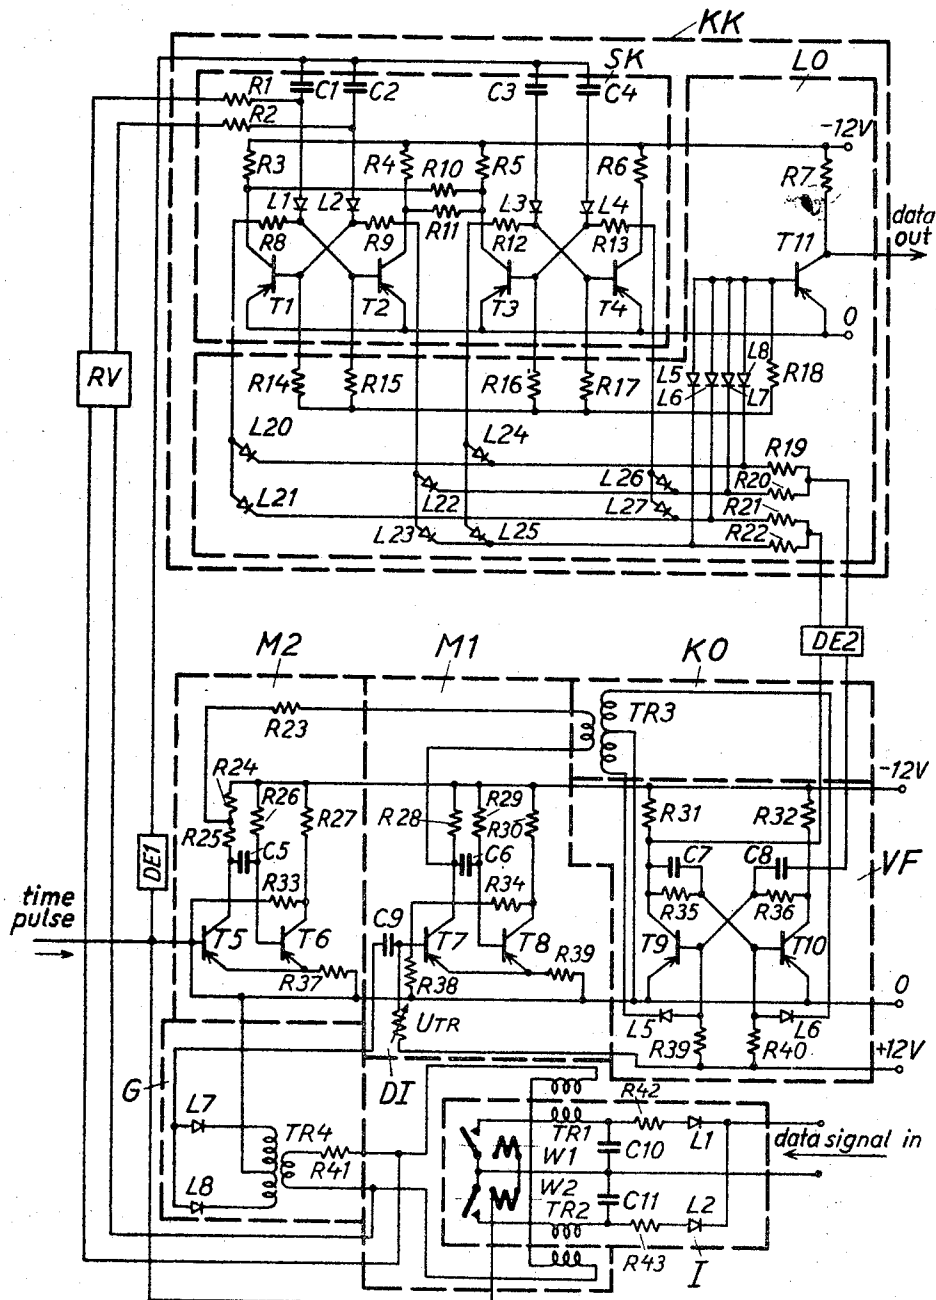 KK
SK
LO
R1
C1
C2
C3
C4
R2
-12V
R3
R4
R10
R5
R6
R7
L1
L2
R11
L3
L4
data
out
R8
R9
R12
R13
T11
T1
T2
T3
T4
0
RV
R14
R15
R16
R17
L5
L6
L8
L7
R18
L20
L24
R19
L26
R20
L21
L22
L27
R21
L23
L25
R22
DE2
M2
M1
KO
R23
TR3
-12V
R24
R26
R29
R31
R32
R25
R27
R28
R30
C5
C6
C7
C8
VF
DE1
R33
R34
R35
R36
time
pulse
C9
T5
T6
T7
T8
R39
T9
T10
R37
R38
0
UTR
L5
L6
R39
R40
+12V
G
DI
L7
TR4
R42
TR1
L1
data signal in
R41
W1
C10
W2
C11
L8
TR2
L2
R43
I